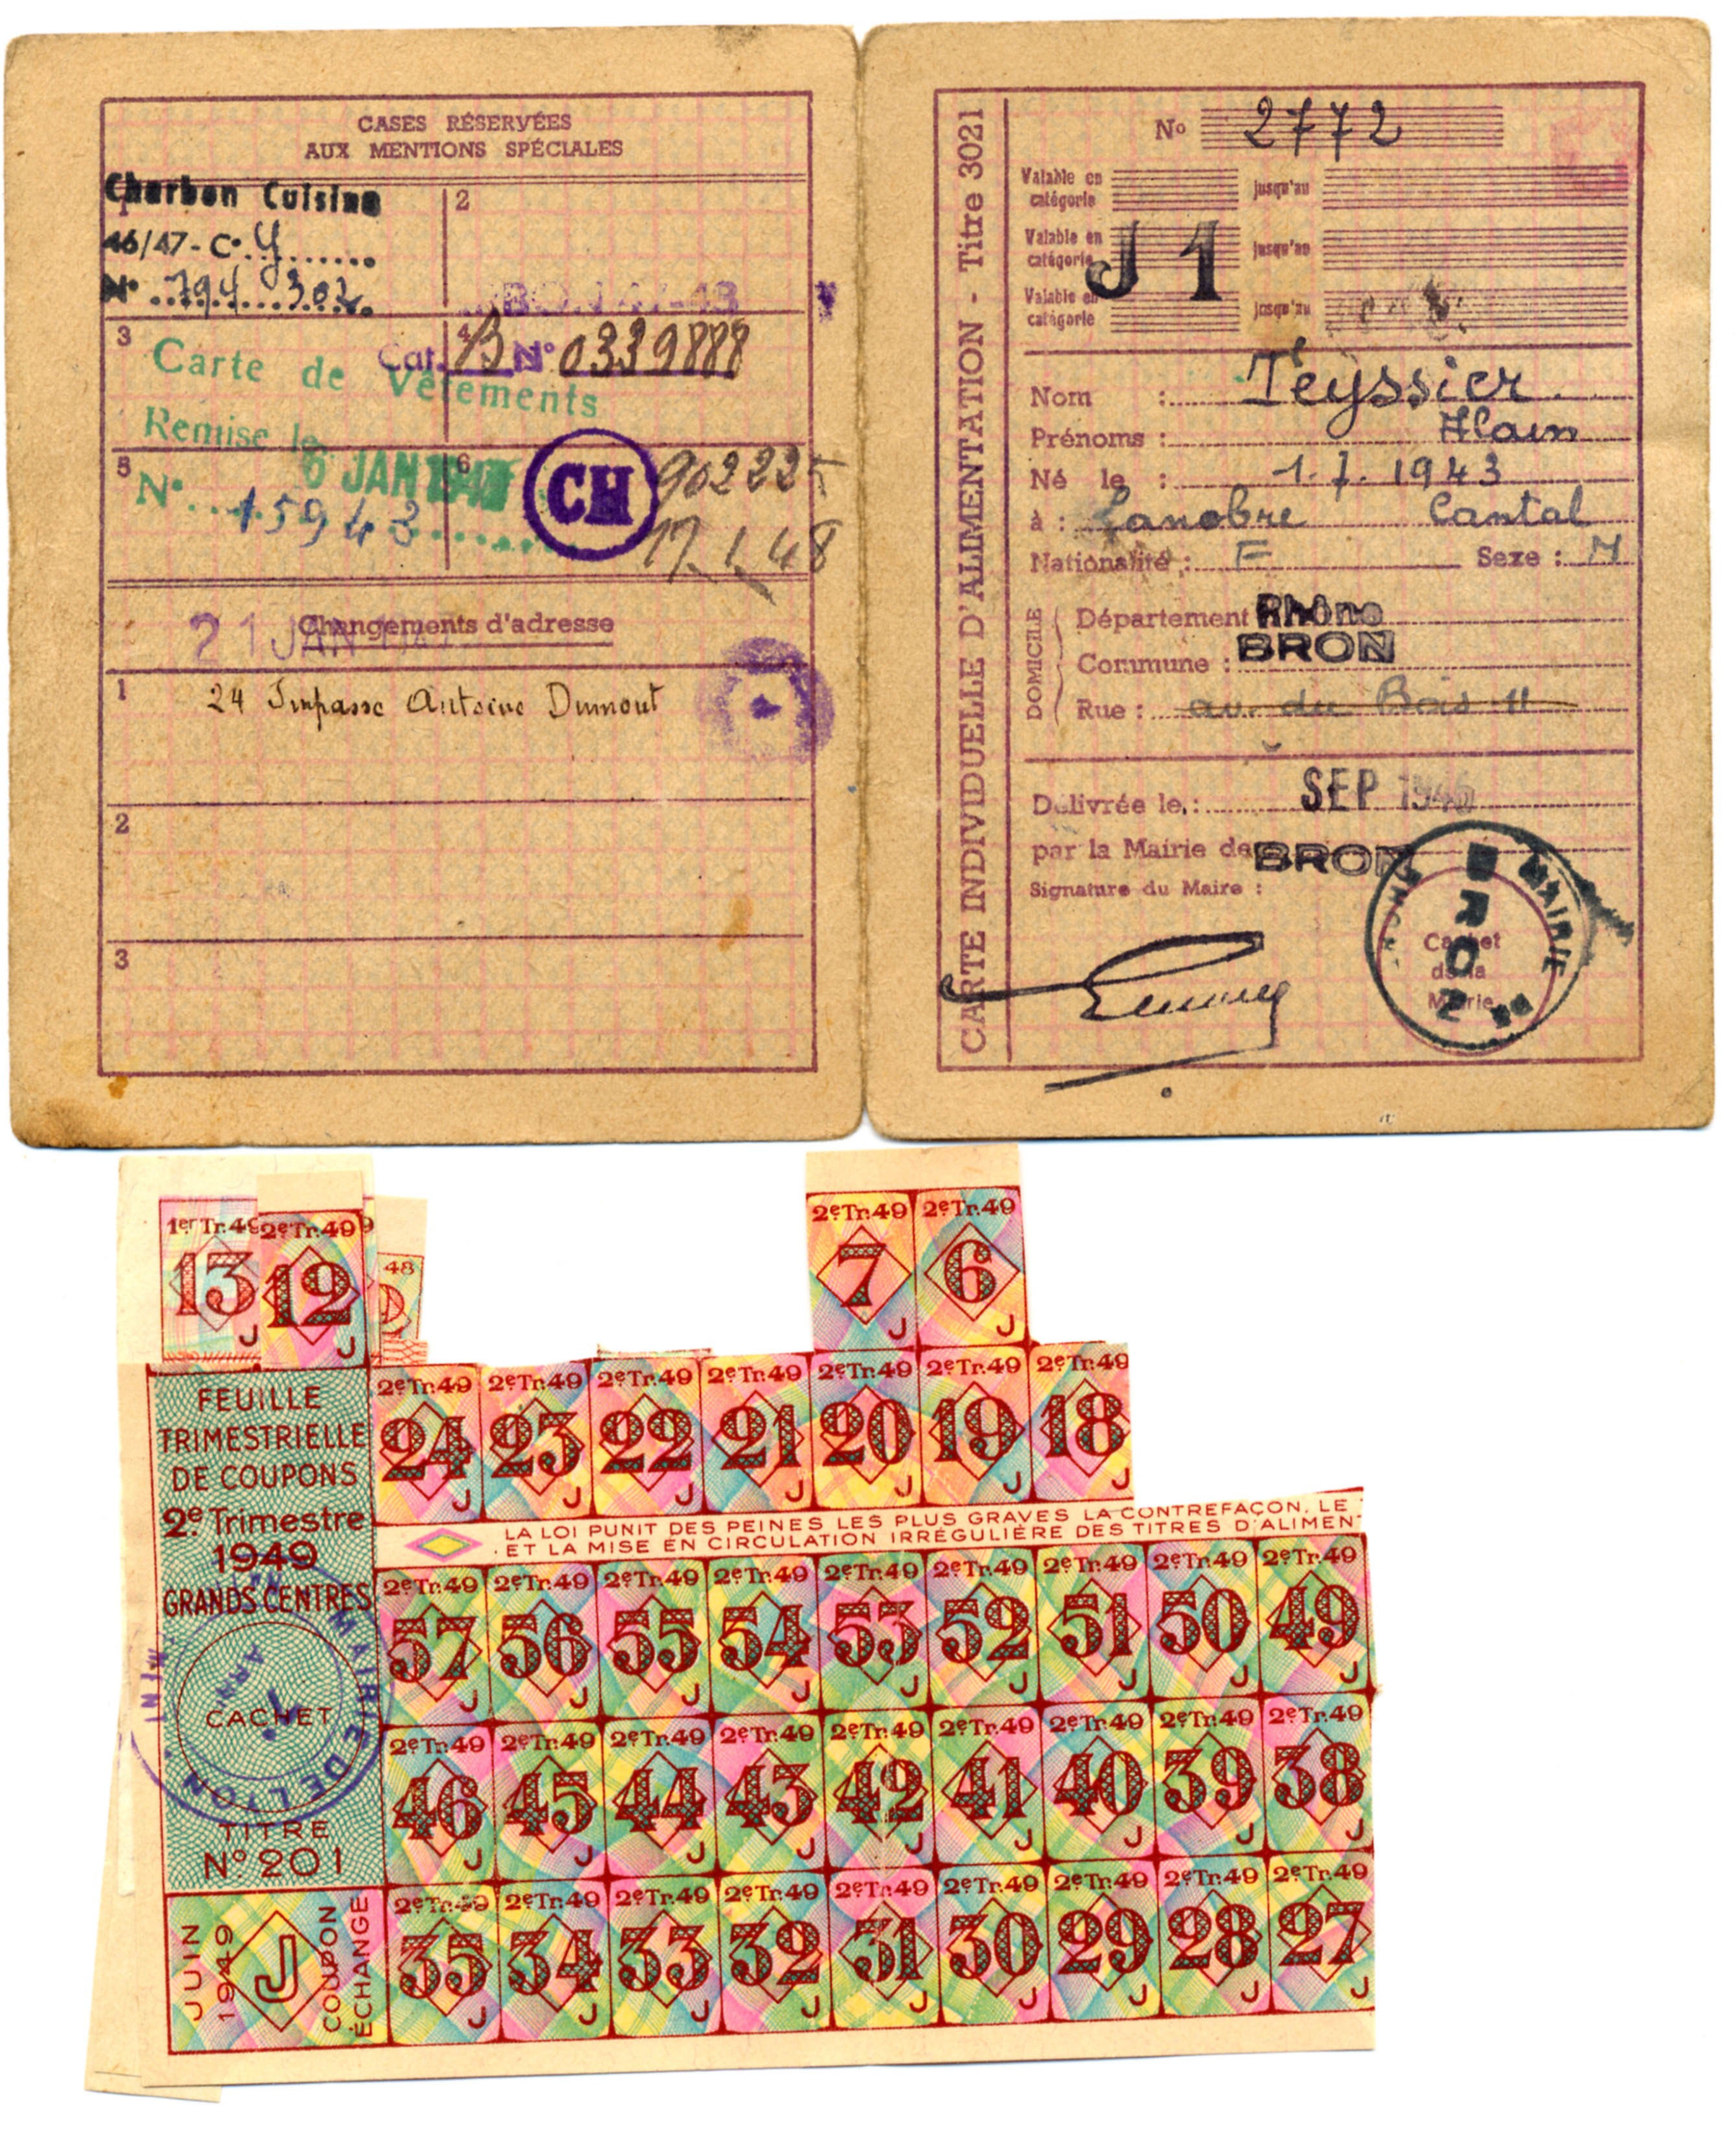 CASES RÉSERVÉES
AUX MENTIONS SPÉCIALES
1
Charbon Cuisine
46/47 - C. Y
N° 794 302
2
BON 47-48
3
Carte de Vêtements
Remise le
6 JAN 1947
4
Cat. B N° 0339888
5
N° 15943
6
CH
902225
17.1.48
Changements d'adresse
21 JAN
1
24 Impasse Antoine Dumont
2
3
CARTE INDIVIDUELLE D'ALIMENTATION - Titre 3021
N° 2772
Valable en catégorie jusqu'au
Valable en catégorie J1 jusqu'au
Valable en catégorie jusqu'au
Nom : Teyssier
Prénoms : Alain
Né le : 1.7.1943
à : Lanobre Cantal
Nationalité : F Sexe : M
DOMICILE
Département Rhône
Commune : BRON
Rue : av. du Bois 11
Délivrée le : SEP 1946
par la Mairie de BRON
Signature du Maire :
Cachet
de la
Mairie
MAIRIE DE BRON
1er Tr. 49
13
J
2e Tr. 49
12
J
48
2e Tr. 49 2e Tr. 49
7 6
J J
FEUILLE
TRIMESTRIELLE
DE COUPONS
2e Trimestre
1949
GRANDS CENTRES
CACHET
MAIRIE DE LYON
TITRE
N° 201
2e Tr. 49 2e Tr. 49 2e Tr. 49 2e Tr. 49 2e Tr. 49 2e Tr. 49 2e Tr. 49
24 23 22 21 20 19 18
J J J J J J J
LA LOI PUNIT DES PEINES LES PLUS GRAVES LA CONTREFAÇON, LE
ET LA MISE EN CIRCULATION IRRÉGULIÈRE DES TITRES D'ALIMEN
2e Tr. 49 2e Tr. 49 2e Tr. 49 2e Tr. 49 2e Tr. 49 2e Tr. 49 2e Tr. 49 2e Tr. 49 2e Tr. 49
57 56 55 54 53 52 51 50 49
J J J J J J J J J
2e Tr. 49 2e Tr. 49 2e Tr. 49 2e Tr. 49 2e Tr. 49 2e Tr. 49 2e Tr. 49 2e Tr. 49 2e Tr. 49
46 45 44 43 42 41 40 39 38
J J J J J J J J J
JUIN
1949
J
COUPON
ÉCHANGE
2e Tr. 49 2e Tr. 49 2e Tr. 49 2e Tr. 49 2e Tr. 49 2e Tr. 49 2e Tr. 49 2e Tr. 49 2e Tr. 49
35 34 33 32 31 30 29 28 27
J J J J J J J J J